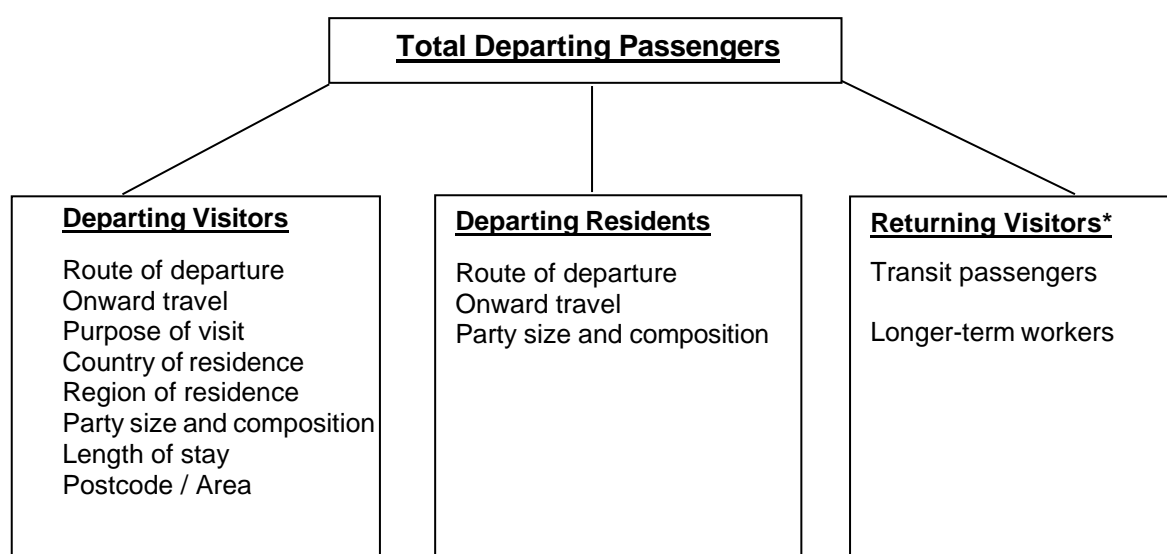 Total Departing Passengers
Departing Visitors
Route of departure
Onward travel
Purpose of visit
Country of residence
Region of residence
Party size and composition
Length of stay
Postcode / Area
Departing Residents
Route of departure
Onward travel
Party size and composition
Returning Visitors*
Transit passengers
Longer-term workers